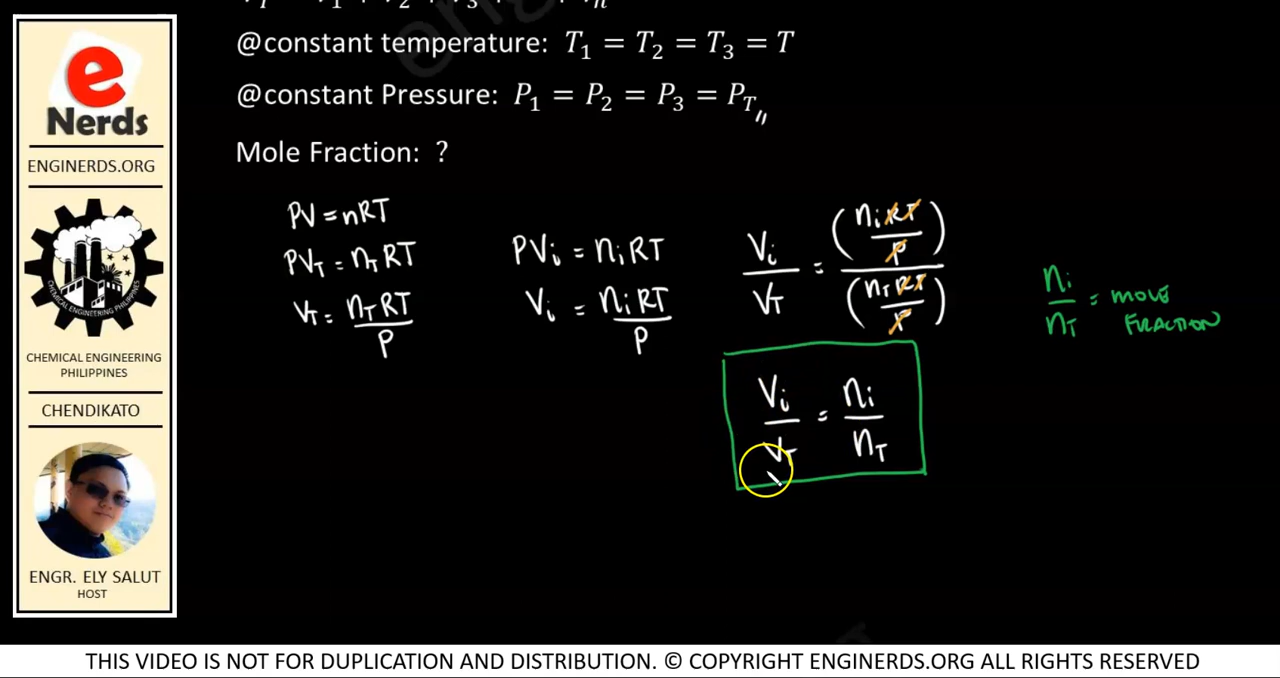 @constant temperature: T₁ = T₂ = T₃ = T
@constant Pressure: P₁ = P₂ = P₃ = P_T
Mole Fraction: ?
PV = nRT
PV_T = n_T RT
V_T = n_T RT / P
PV_i = n_i RT
V_i = n_i RT / P
V_i / V_T = (n_i RT / P) / (n_T RT / P)
V_i / V_T = n_i / n_T
n_i / n_T = MOLE FRACTION
e
Nerds
ENGINERDS.ORG
CHEMICAL ENGINEERING PHILIPPINES
CHEMICAL ENGINEERING
PHILIPPINES
CHENDIKATO
ENGR. ELY SALUT
HOST
THIS VIDEO IS NOT FOR DUPLICATION AND DISTRIBUTION. © COPYRIGHT ENGINERDS.ORG ALL RIGHTS RESERVED